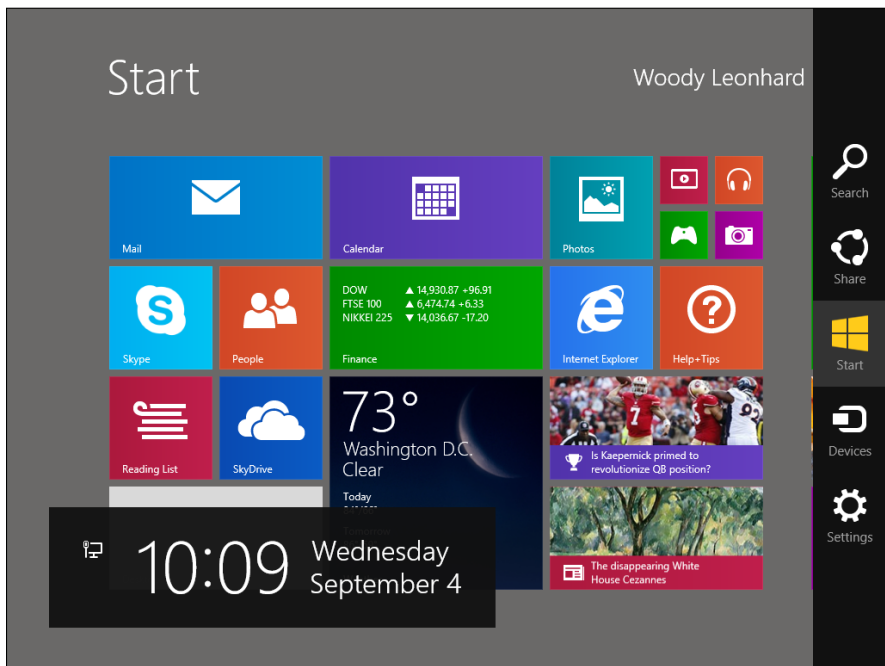 Start
Woody Leonhard
Mail
Calendar
Photos
Skype
People
DOW ▲ 14,930.87 +96.91
FTSE 100 ▲ 6,474.74 +6.33
NIKKEI 225 ▼ 14,036.67 -17.20
Finance
Internet Explorer
Help+Tips
Reading List
SkyDrive
73°
Washington D.C.
Clear
Today
Tomorrow
7
Is Kaepernick primed to
revolutionize QB position?
The disappearing White
House Cezannes
10:09
Wednesday
September 4
Search
Share
Start
Devices
Settings